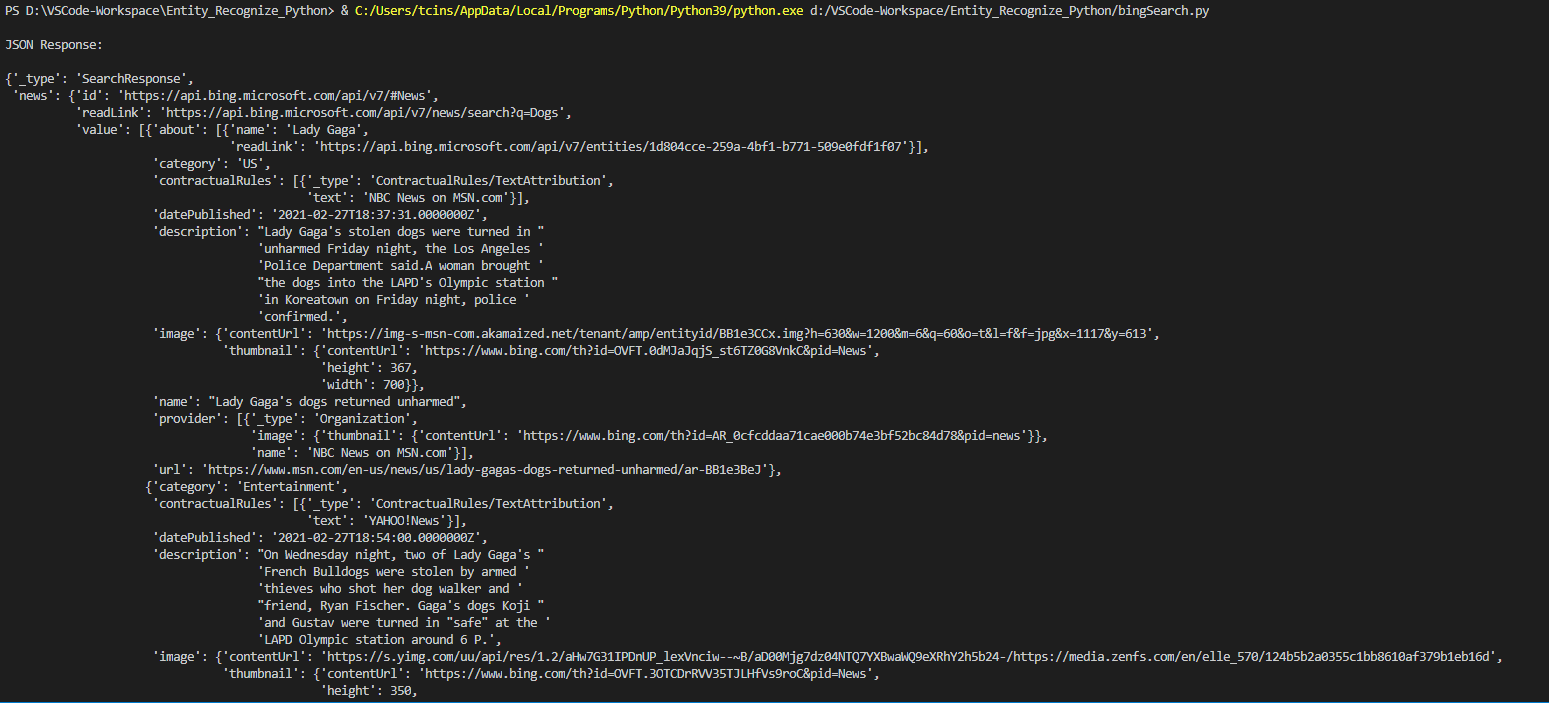 PS D:\VSCode-Workspace\Entity_Recognize_Python> & C:/Users/tcins/AppData/Local/Programs/Python/Python39/python.exe d:/VSCode-Workspace/Entity_Recognize_Python/bingSearch.py
JSON Response:
{'_type': 'SearchResponse',
'news': {'id': 'https://api.bing.microsoft.com/api/v7/#News',
'readLink': 'https://api.bing.microsoft.com/api/v7/news/search?q=Dogs',
'value': [{'about': [{'name': 'Lady Gaga',
'readLink': 'https://api.bing.microsoft.com/api/v7/entities/1d804cce-259a-4bf1-b771-509e0fdf1f07'}],
'category': 'US',
'contractualRules': [{'_type': 'ContractualRules/TextAttribution',
'text': 'NBC News on MSN.com'}],
'datePublished': '2021-02-27T18:37:31.0000000Z',
'description': "Lady Gaga's stolen dogs were turned in "
'unharmed Friday night, the Los Angeles '
'Police Department said.A woman brought '
"the dogs into the LAPD's Olympic station "
'in Koreatown on Friday night, police '
'confirmed.',
'image': {'contentUrl': 'https://img-s-msn-com.akamaized.net/tenant/amp/entityid/BB1e3CCx.img?h=630&w=1200&m=6&q=60&o=t&l=f&f=jpg&x=1117&y=613',
'thumbnail': {'contentUrl': 'https://www.bing.com/th?id=OVFT.0dMJaJqjS_st6TZ0G8VnkC&pid=News',
'height': 367,
'width': 700}},
'name': "Lady Gaga's dogs returned unharmed",
'provider': [{'_type': 'Organization',
'image': {'thumbnail': {'contentUrl': 'https://www.bing.com/th?id=AR_0cfcddaa71cae000b74e3bf52bc84d78&pid=news'}},
'name': 'NBC News on MSN.com'}],
'url': 'https://www.msn.com/en-us/news/us/lady-gagas-dogs-returned-unharmed/ar-BB1e3BeJ'},
{'category': 'Entertainment',
'contractualRules': [{'_type': 'ContractualRules/TextAttribution',
'text': 'YAHOO!News'}],
'datePublished': '2021-02-27T18:54:00.0000000Z',
'description': "On Wednesday night, two of Lady Gaga's "
'French Bulldogs were stolen by armed '
'thieves who shot her dog walker and '
"friend, Ryan Fischer. Gaga's dogs Koji "
'and Gustav were turned in "safe" at the '
'LAPD Olympic station around 6 P.',
'image': {'contentUrl': 'https://s.yimg.com/uu/api/res/1.2/aHw7G31IPDnUP_lexVnciw--~B/aD00Mjg7dz04NTQ7YXBwaWQ9eXRhY2h5b24-/https://media.zenfs.com/en/elle_570/124b5b2a0355c1bb8610af379b1eb16d',
'thumbnail': {'contentUrl': 'https://www.bing.com/th?id=OVFT.3OTCDrRVV35TJLHfVs9roC&pid=News',
'height': 350,